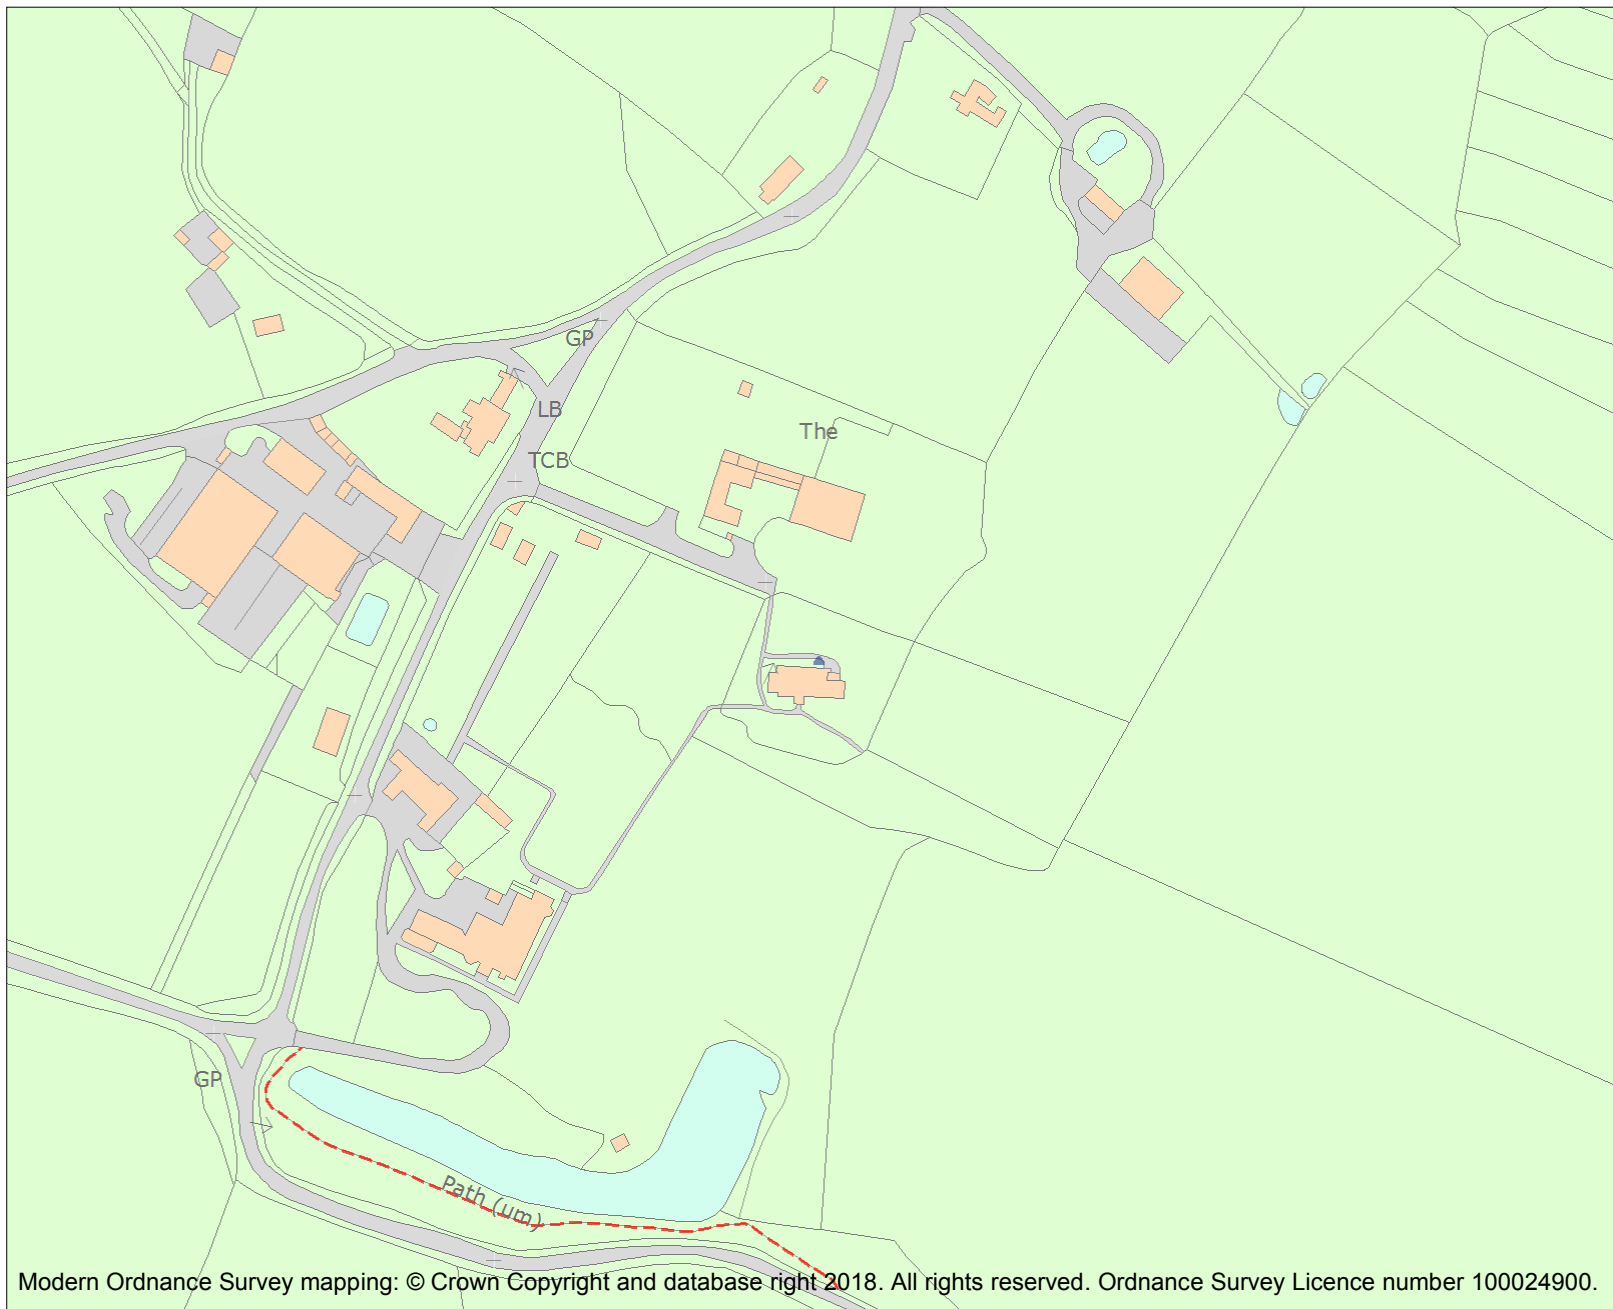 GP
LB
The
TCB
GP
Path (um)
Modern Ordnance Survey mapping: © Crown Copyright and database right 2018. All rights reserved. Ordnance Survey Licence number 100024900.